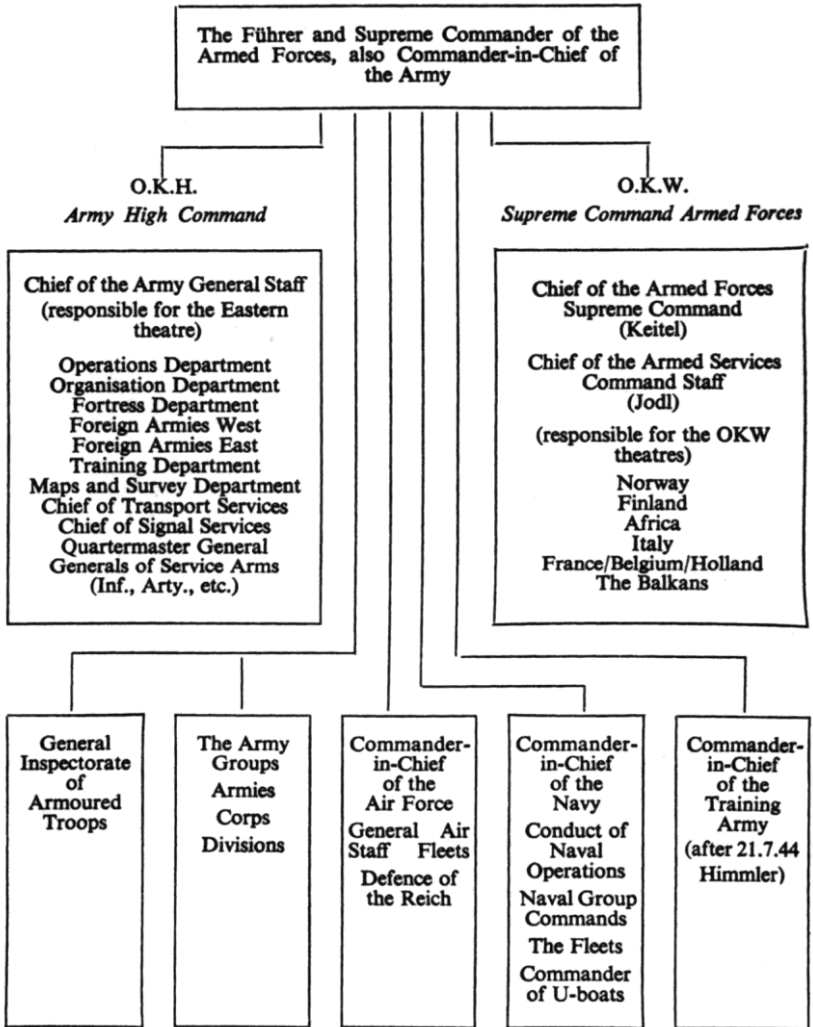 The Führer and Supreme Commander of the
Armed Forces, also Commander-in-Chief of
the Army
O.K.H.
Army High Command
O.K.W.
Supreme Command Armed Forces
Chief of the Army General Staff
(responsible for the Eastern
theatre)
Operations Department
Organisation Department
Fortress Department
Foreign Armies West
Foreign Armies East
Training Department
Maps and Survey Department
Chief of Transport Services
Chief of Signal Services
Quartermaster General
Generals of Service Arms
(Inf., Arty., etc.)
Chief of the Armed Forces
Supreme Command
(Keitel)
Chief of the Armed Services
Command Staff
(Jodl)
(responsible for the OKW
theatres)
Norway
Finland
Africa
Italy
France/Belgium/Holland
The Balkans
General
Inspectorate
of
Armoured
Troops
The Army
Groups
Armies
Corps
Divisions
Commander-
in-Chief
of the
Air Force
General Air
Staff Fleets
Defence of
the Reich
Commander-
in-Chief
of the
Navy
Conduct of
Naval
Operations
Naval Group
Commands
The Fleets
Commander
of U-boats
Commander-
in-Chief
of the
Training
Army
(after 21.7.44
Himmler)